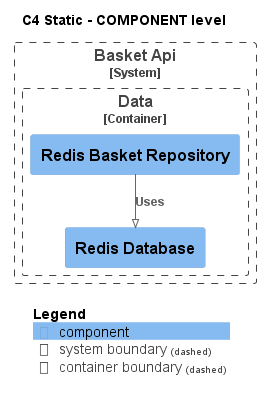 C4 Static - COMPONENT level
Basket Api
[System]
Data
[Container]
Redis Basket Repository
Uses
Redis Database
Legend
component
system boundary (dashed)
container boundary (dashed)